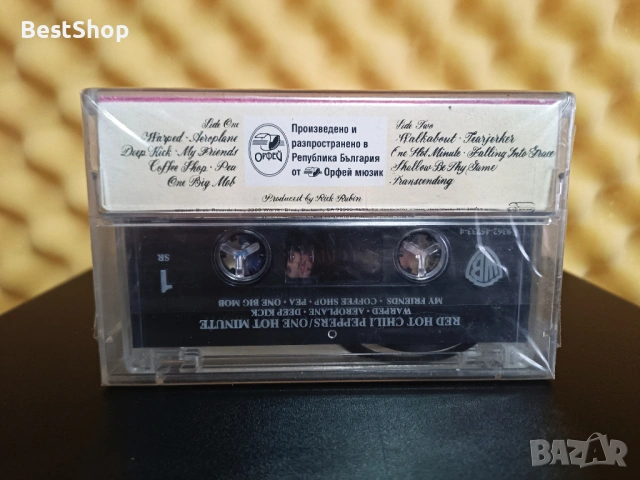 BestShop
Side One
Warped · Aeroplane
Deep Kick · My Friends
Coffee Shop · Pea
One Big Mob
ОРФЕЙ
Произведено и
разпространено в
Република България
от Орфей мюзик
Side Two
Walkabout · Tearjerker
One Hot Minute · Falling Into Grace
Shallow Be Thy Game
Transcending
Produced by Rick Rubin
1
SR
RED HOT CHILI PEPPERS/ONE HOT MINUTE
WARPED · AEROPLANE · DEEP KICK
MY FRIENDS · COFFEE SHOP · PEA · ONE BIG MOB
BAZAR